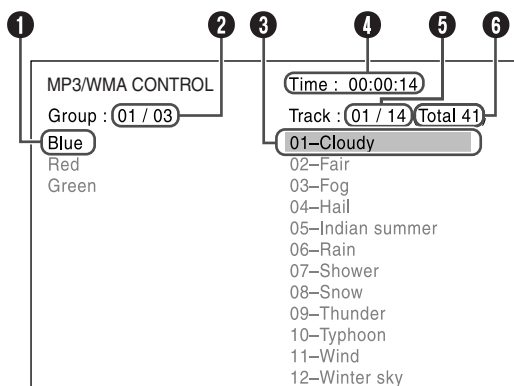 1 2 3 4 5 6
MP3/WMA CONTROL
Group : 01 / 03
Blue
Red
Green
Time : 00:00:14
Track : 01 / 14 Total 41
01–Cloudy
02–Fair
03–Fog
04–Hail
05–Indian summer
06–Rain
07–Shower
08–Snow
09–Thunder
10–Typhoon
11–Wind
12–Winter sky